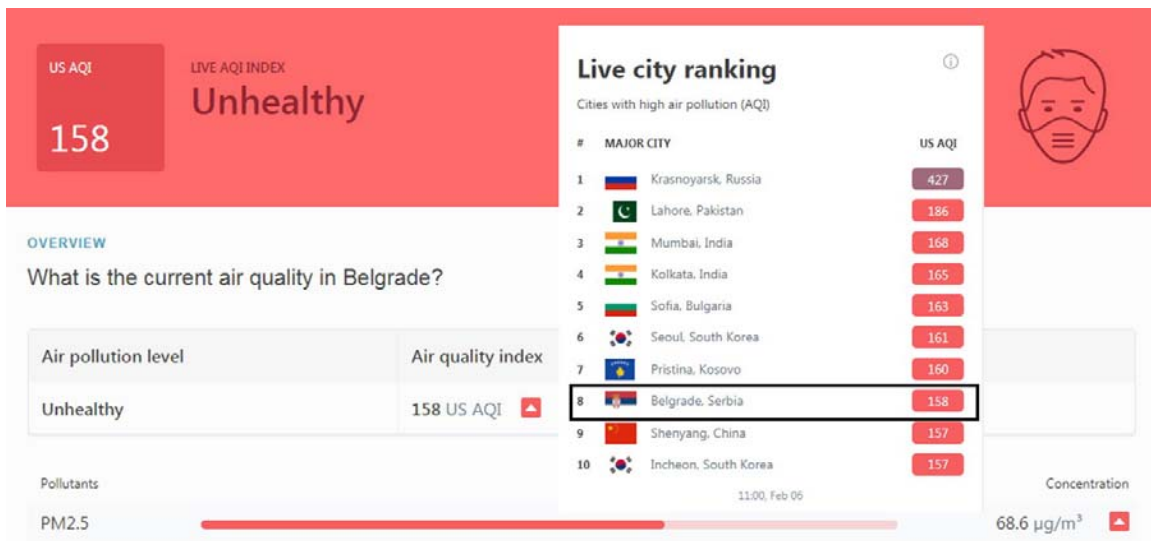 US AQI
158
LIVE AQI INDEX
Unhealthy
Live city ranking
Cities with high air pollution (AQI)
# MAJOR CITY US AQI
1 Krasnoyarsk, Russia 427
2 Lahore, Pakistan 186
3 Mumbai, India 168
4 Kolkata, India 165
5 Sofia, Bulgaria 163
6 Seoul, South Korea 161
7 Pristina, Kosovo 160
8 Belgrade, Serbia 158
9 Shenyang, China 157
10 Incheon, South Korea 157
11:00, Feb 06
OVERVIEW
What is the current air quality in Belgrade?
Air pollution level Air quality index
Unhealthy 158 US AQI
Pollutants Concentration
PM2.5 68.6 µg/m³